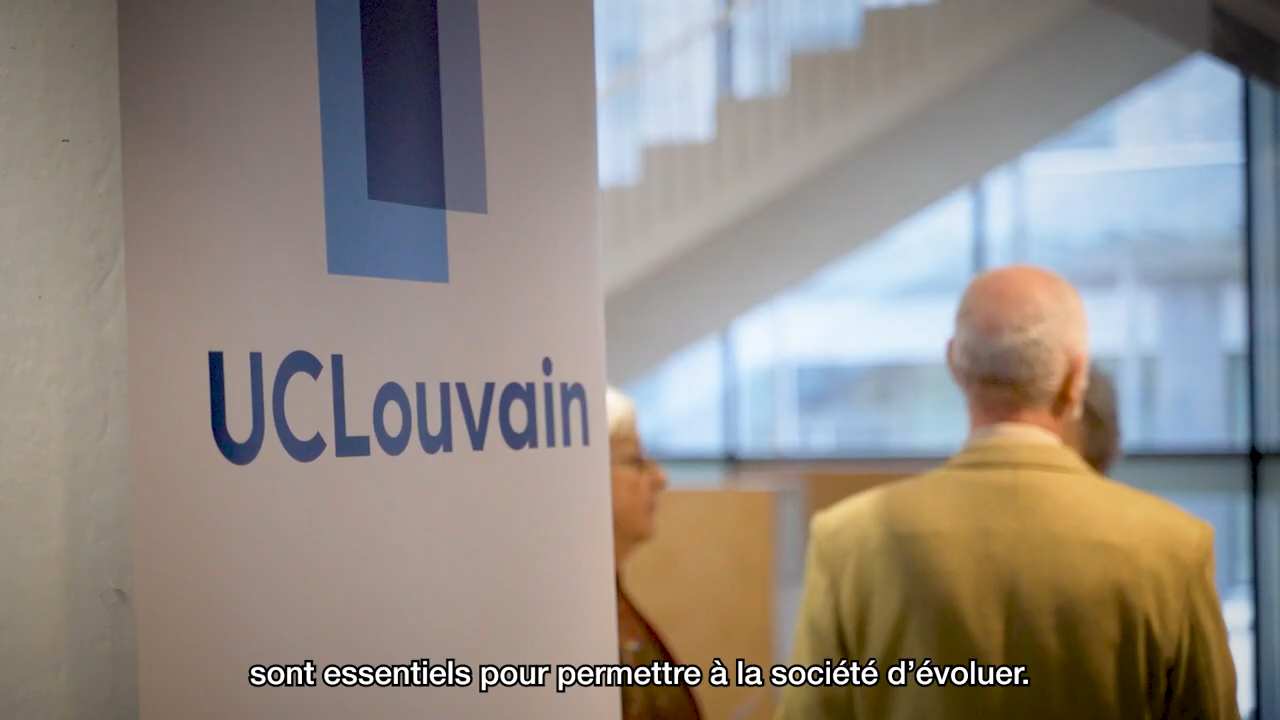 UCLouvain
sont essentiels pour permettre à la société d’évoluer.